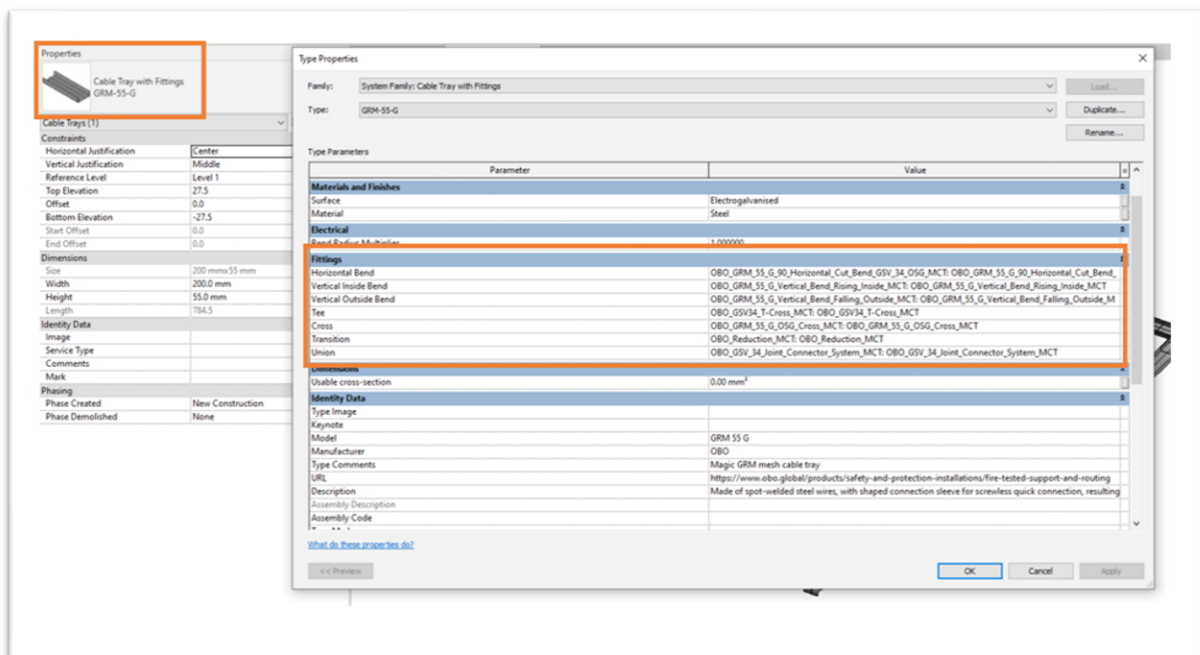 Properties
Cable Tray with Fittings
GRM-55-G
Cable Trays (1)
Constraints
Horizontal Justification Center
Vertical Justification Middle
Reference Level Level 1
Top Elevation 27.5
Offset 0.0
Bottom Elevation -27.5
Start Offset 0.0
End Offset 0.0
Dimensions
Size 200 mmx55 mm
Width 200.0 mm
Height 55.0 mm
Length 784.5
Identity Data
Image
Service Type
Comments
Mark
Phasing
Phase Created New Construction
Phase Demolished None
Type Properties
Family: System Family: Cable Tray with Fittings Load...
Type: GRM-55-G Duplicate...
Rename...
Type Parameters
Parameter Value =
Materials and Finishes
Surface Electrogalvanised
Material Steel
Electrical
Bend Radius Multiplier 1.000000
Fittings
Horizontal Bend OBO_GRM_55_G_90_Horizontal_Cut_Bend_GSV_34_OSG_MCT: OBO_GRM_55_G_90_Horizontal_Cut_Bend_
Vertical Inside Bend OBO_GRM_55_G_Vertical_Bend_Rising_Inside_MCT: OBO_GRM_55_G_Vertical_Bend_Rising_Inside_MCT
Vertical Outside Bend OBO_GRM_55_G_Vertical_Bend_Falling_Outside_MCT: OBO_GRM_55_G_Vertical_Bend_Falling_Outside_M
Tee OBO_GSV34_T-Cross_MCT: OBO_GSV34_T-Cross_MCT
Cross OBO_GRM_55_G_OSG_Cross_MCT: OBO_GRM_55_G_OSG_Cross_MCT
Transition OBO_Reduction_MCT: OBO_Reduction_MCT
Union OBO_GSV_34_Joint_Connector_System_MCT: OBO_GSV_34_Joint_Connector_System_MCT
Dimensions
Usable cross-section 0.00 mm²
Identity Data
Type Image
Keynote
Model GRM 55 G
Manufacturer OBO
Type Comments Magic GRM mesh cable tray
URL https://www.obo.global/products/safety-and-protection-installations/fire-tested-support-and-routing
Description Made of spot-welded steel wires, with shaped connection sleeve for screwless quick connection, resulting
Assembly Description
Assembly Code
What do these properties do?
<< Preview OK Cancel Apply